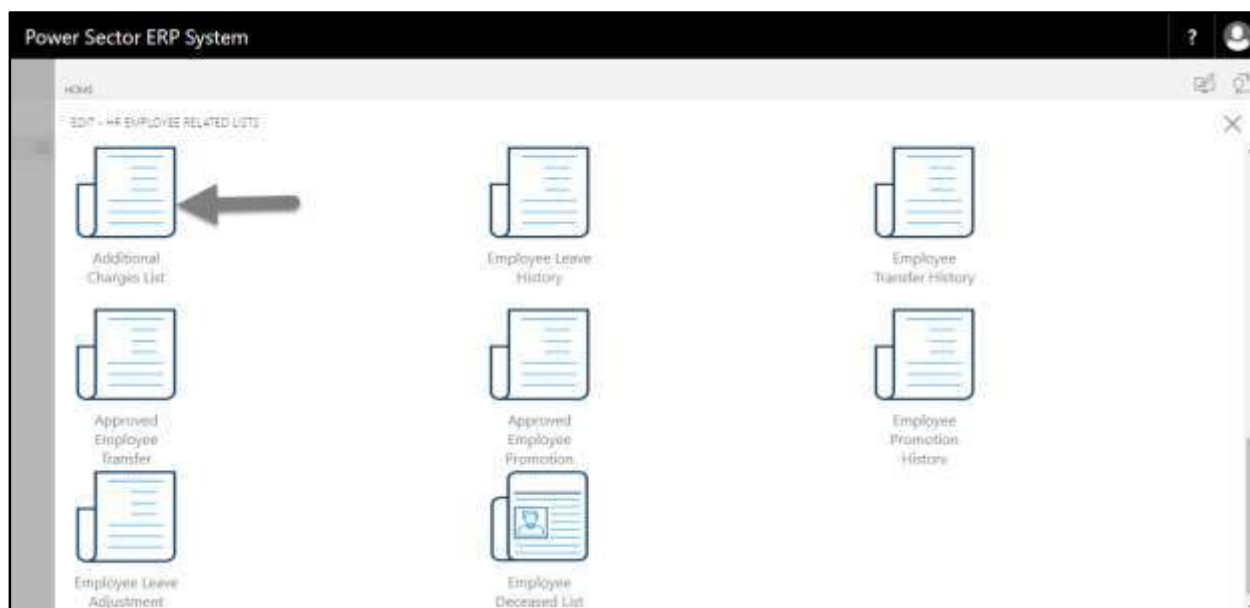 Power Sector ERP System
?
HOME
EDIT - HR EMPLOYEE RELATED LISTS
Additional
Charges List
Employee Leave
History
Employee
Transfer History
Approved
Employee
Transfer
Approved
Employee
Promotion
Employee
Promotion
History
Employee Leave
Adjustment
Employee
Deceased List